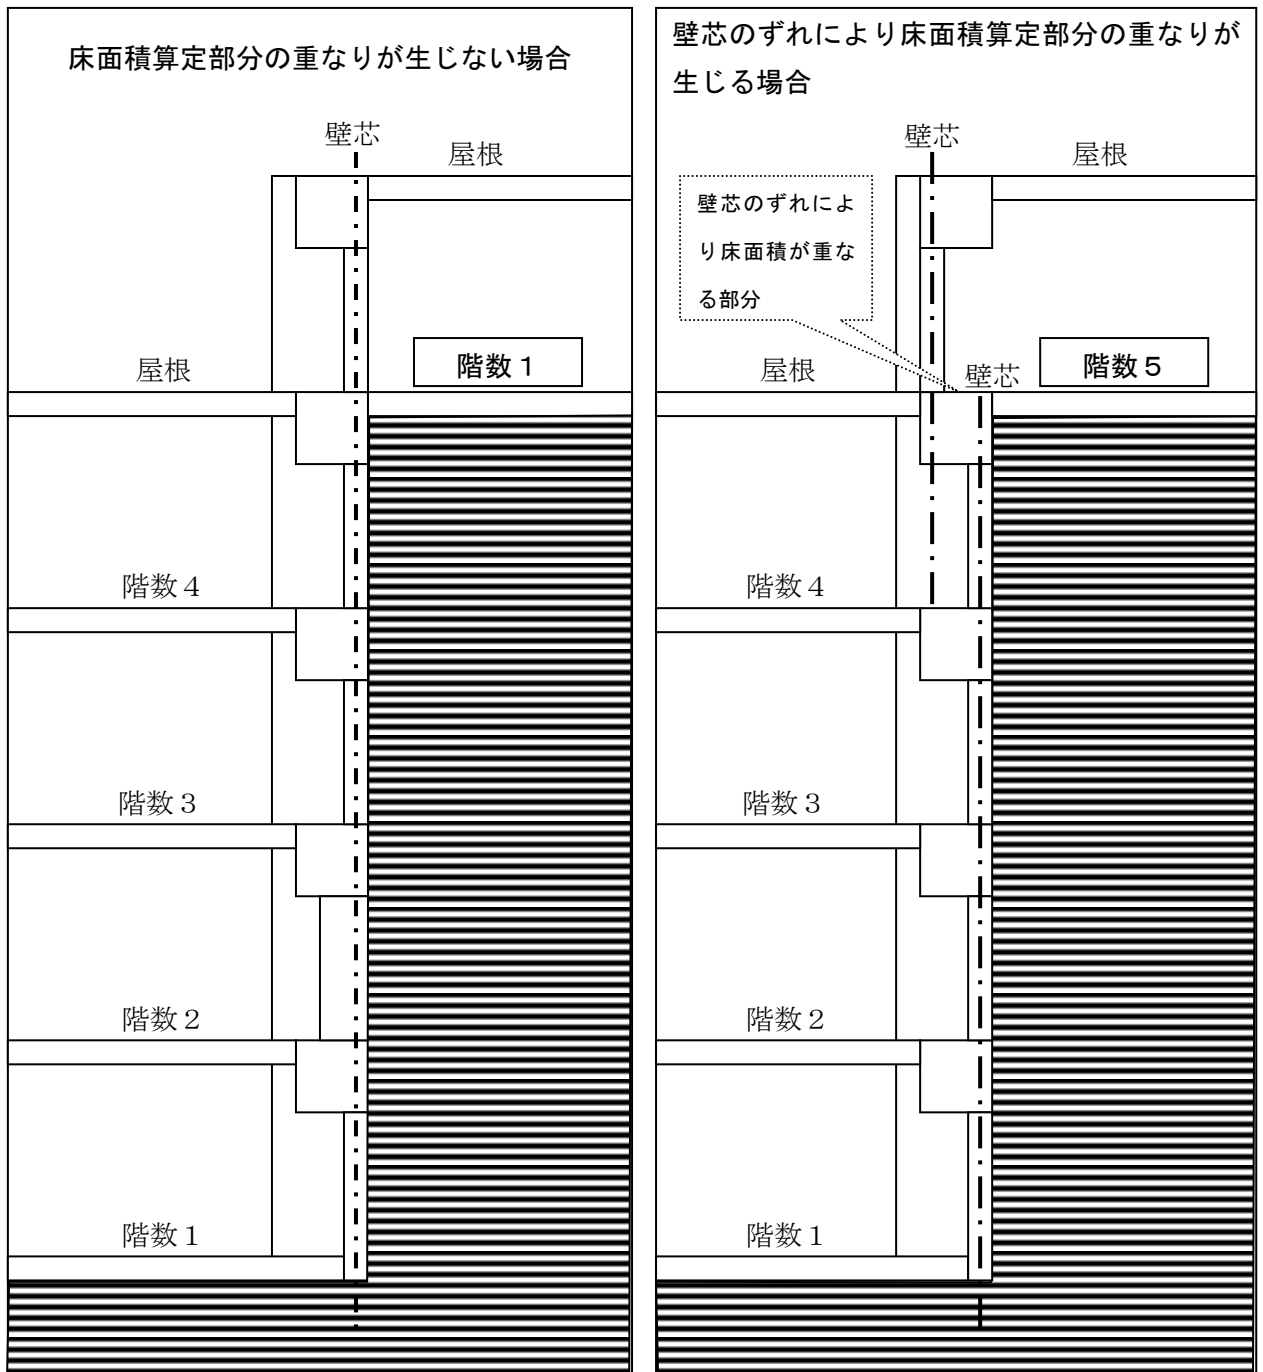 床面積算定部分の重なりが生じない場合
壁芯
屋根
屋根
階数１
階数４
階数３
階数２
階数１
壁芯のずれにより床面積算定部分の重なりが
生じる場合
壁芯
屋根
壁芯のずれによ
り床面積が重な
る部分
屋根
壁芯
階数５
階数４
階数３
階数２
階数１